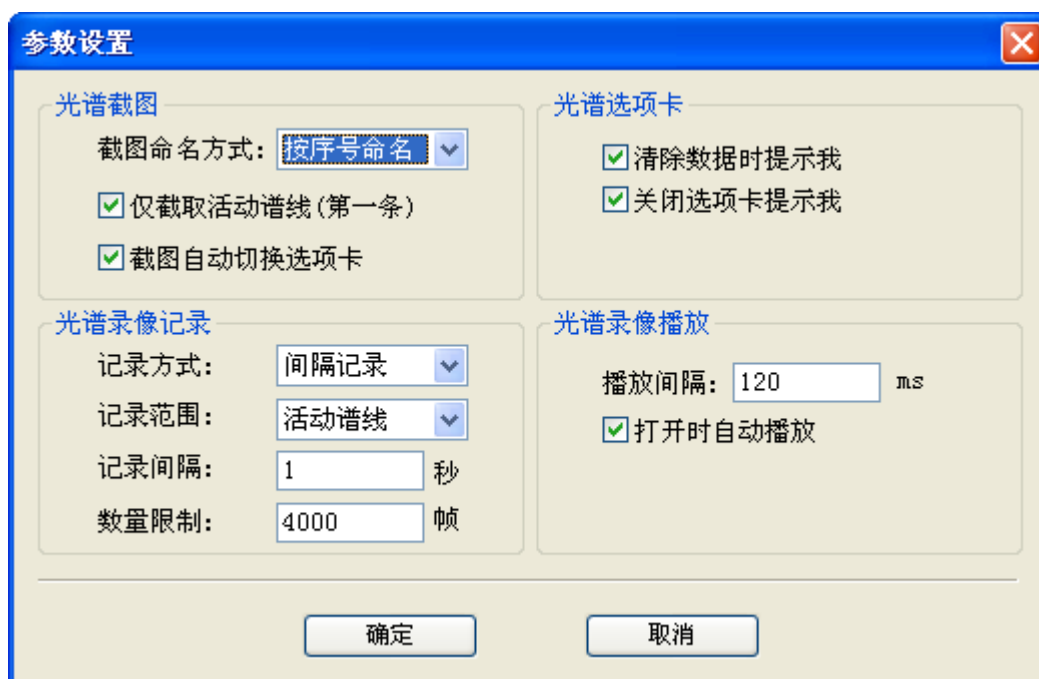 参数设置
光谱截图
截图命名方式: 按序号命名
仅截取活动谱线(第一条)
截图自动切换选项卡
光谱选项卡
清除数据时提示我
关闭选项卡提示我
光谱录像记录
记录方式: 间隔记录
记录范围: 活动谱线
记录间隔: 1 秒
数量限制: 4000 帧
光谱录像播放
播放间隔: 120 ms
打开时自动播放
确定 取消